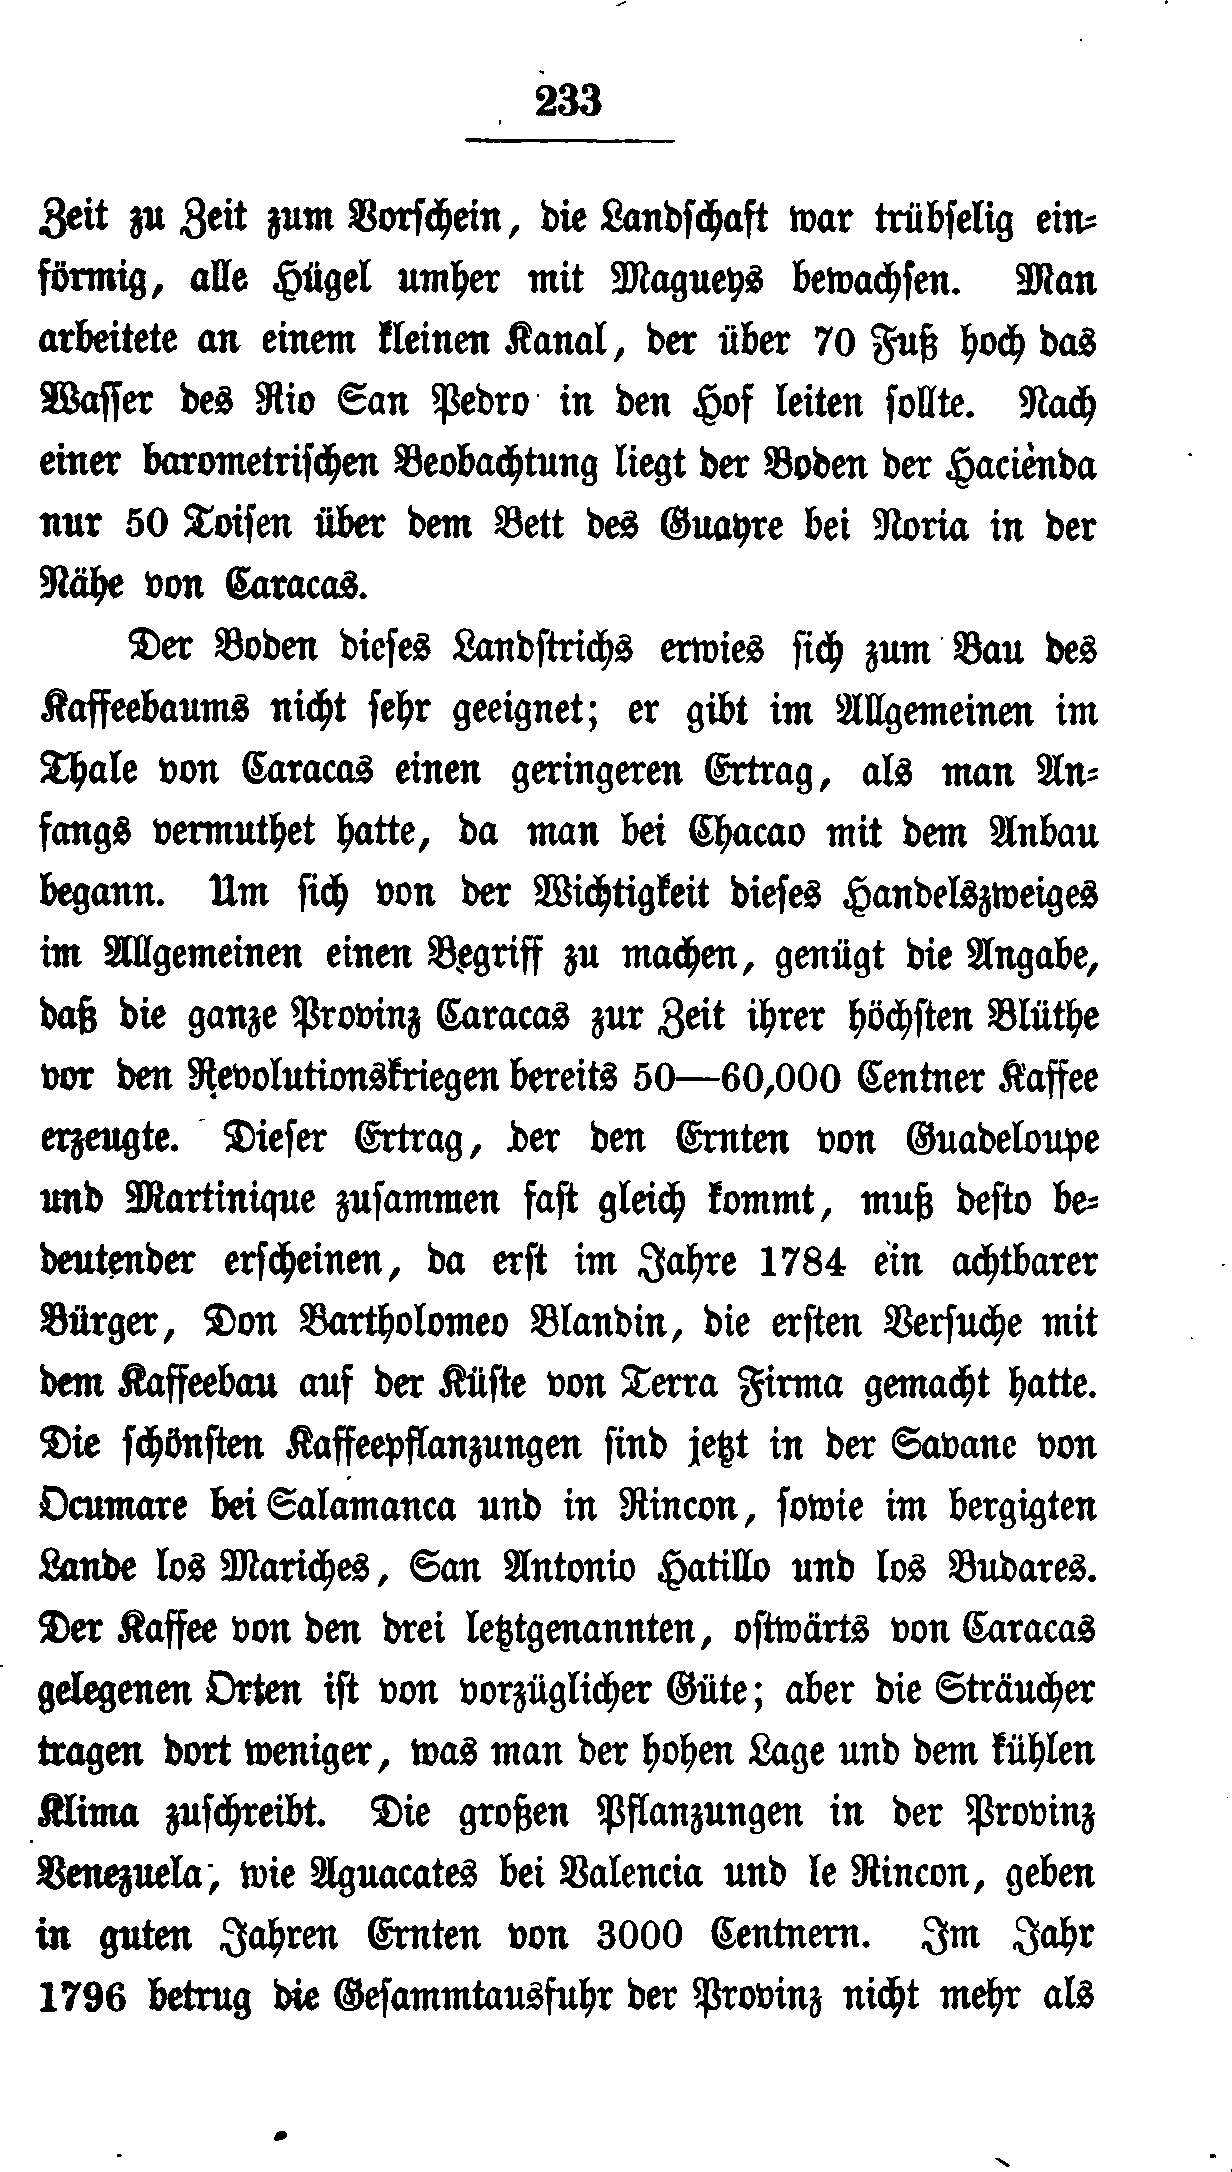 233
Zeit zu Zeit zum Vorschein, die Landschaft war trübselig ein-
förmig, alle Hügel umher mit Magueys bewachsen. Man
arbeitete an einem kleinen Kanal, der über 70 Fuß hoch das
Wasser des Rio San Pedro in den Hof leiten sollte. Nach
einer barometrischen Beobachtung liegt der Boden der Hacienda
nur 50 Toisen über dem Bett des Guayre bei Noria in der
Nähe von Caracas.
Der Boden dieses Landstrichs erwies sich zum Bau des
Kaffeebaums nicht sehr geeignet; er gibt im Allgemeinen im
Thale von Caracas einen geringeren Ertrag, als man An-
fangs vermuthet hatte, da man bei Chacao mit dem Anbau
begann. Um sich von der Wichtigkeit dieses Handelszweiges
im Allgemeinen einen Begriff zu machen, genügt die Angabe,
daß die ganze Provinz Caracas zur Zeit ihrer höchsten Blüthe
vor den Revolutionskriegen bereits 50—60,000 Centner Kaffee
erzeugte. Dieser Ertrag, der den Ernten von Guadeloupe
und Martinique zusammen fast gleich kommt, muß desto be-
deutender erscheinen, da erst im Jahre 1784 ein achtbarer
Bürger, Don Bartholomeo Blandin, die ersten Versuche mit
dem Kaffeebau auf der Küste von Terra Firma gemacht hatte.
Die schönsten Kaffeepflanzungen sind jetzt in der Savane von
Ocumare bei Salamanca und in Rincon, sowie im bergigten
Lande los Mariches, San Antonio Hatillo und los Budares.
Der Kaffee von den drei letztgenannten, ostwärts von Caracas
gelegenen Orten ist von vorzüglicher Güte; aber die Sträucher
tragen dort weniger, was man der hohen Lage und dem kühlen
Klima zuschreibt. Die großen Pflanzungen in der Provinz
Venezuela, wie Aguacates bei Valencia und le Rincon, geben
in guten Jahren Ernten von 3000 Centnern. Im Jahr
1796 betrug die Gesammtausfuhr der Provinz nicht mehr als